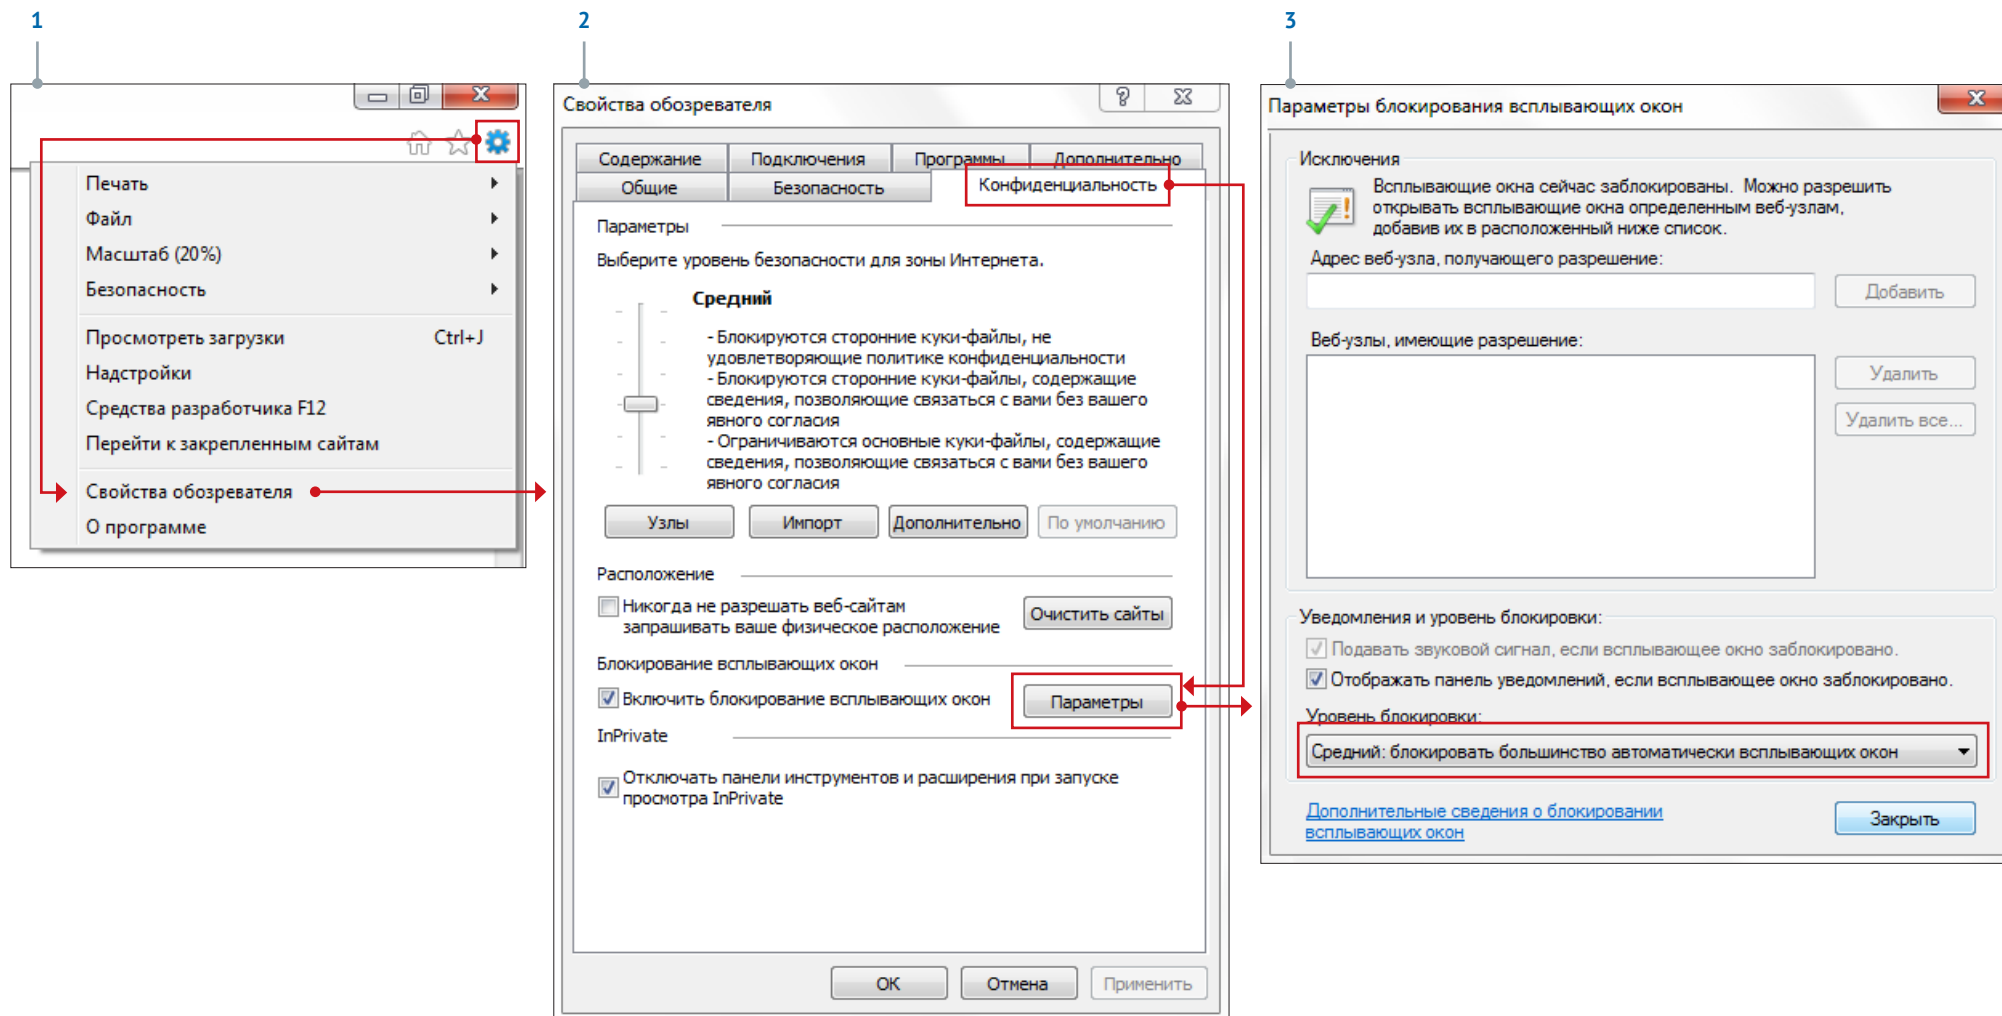 1
2
3
Печать
Файл
Масштаб (20%)
Безопасность
Просмотреть загрузки Ctrl+J
Надстройки
Средства разработчика F12
Перейти к закрепленным сайтам
Свойства обозревателя
О программе
Свойства обозревателя
Содержание Подключения Программы Дополнительно
Общие Безопасность Конфиденциальность
Параметры
Выберите уровень безопасности для зоны Интернета.
Средний
- Блокируются сторонние куки-файлы, не
удовлетворяющие политике конфиденциальности
- Блокируются сторонние куки-файлы, содержащие
сведения, позволяющие связаться с вами без вашего
явного согласия
- Ограничиваются основные куки-файлы, содержащие
сведения, позволяющие связаться с вами без вашего
явного согласия
Узлы Импорт Дополнительно По умолчанию
Расположение
Никогда не разрешать веб-сайтам
запрашивать ваше физическое расположение
Очистить сайты
Блокирование всплывающих окон
Включить блокирование всплывающих окон
Параметры
InPrivate
Отключать панели инструментов и расширения при запуске
просмотра InPrivate
ОК Отмена Применить
Параметры блокирования всплывающих окон
Исключения
Всплывающие окна сейчас заблокированы. Можно разрешить
открывать всплывающие окна определенным веб-узлам,
добавив их в расположенный ниже список.
Адрес веб-узла, получающего разрешение:
Добавить
Веб-узлы, имеющие разрешение:
Удалить
Удалить все...
Уведомления и уровень блокировки:
Подавать звуковой сигнал, если всплывающее окно заблокировано.
Отображать панель уведомлений, если всплывающее окно заблокировано.
Уровень блокировки:
Средний: блокировать большинство автоматически всплывающих окон
Дополнительные сведения о блокировании
всплывающих окон
Закрыть